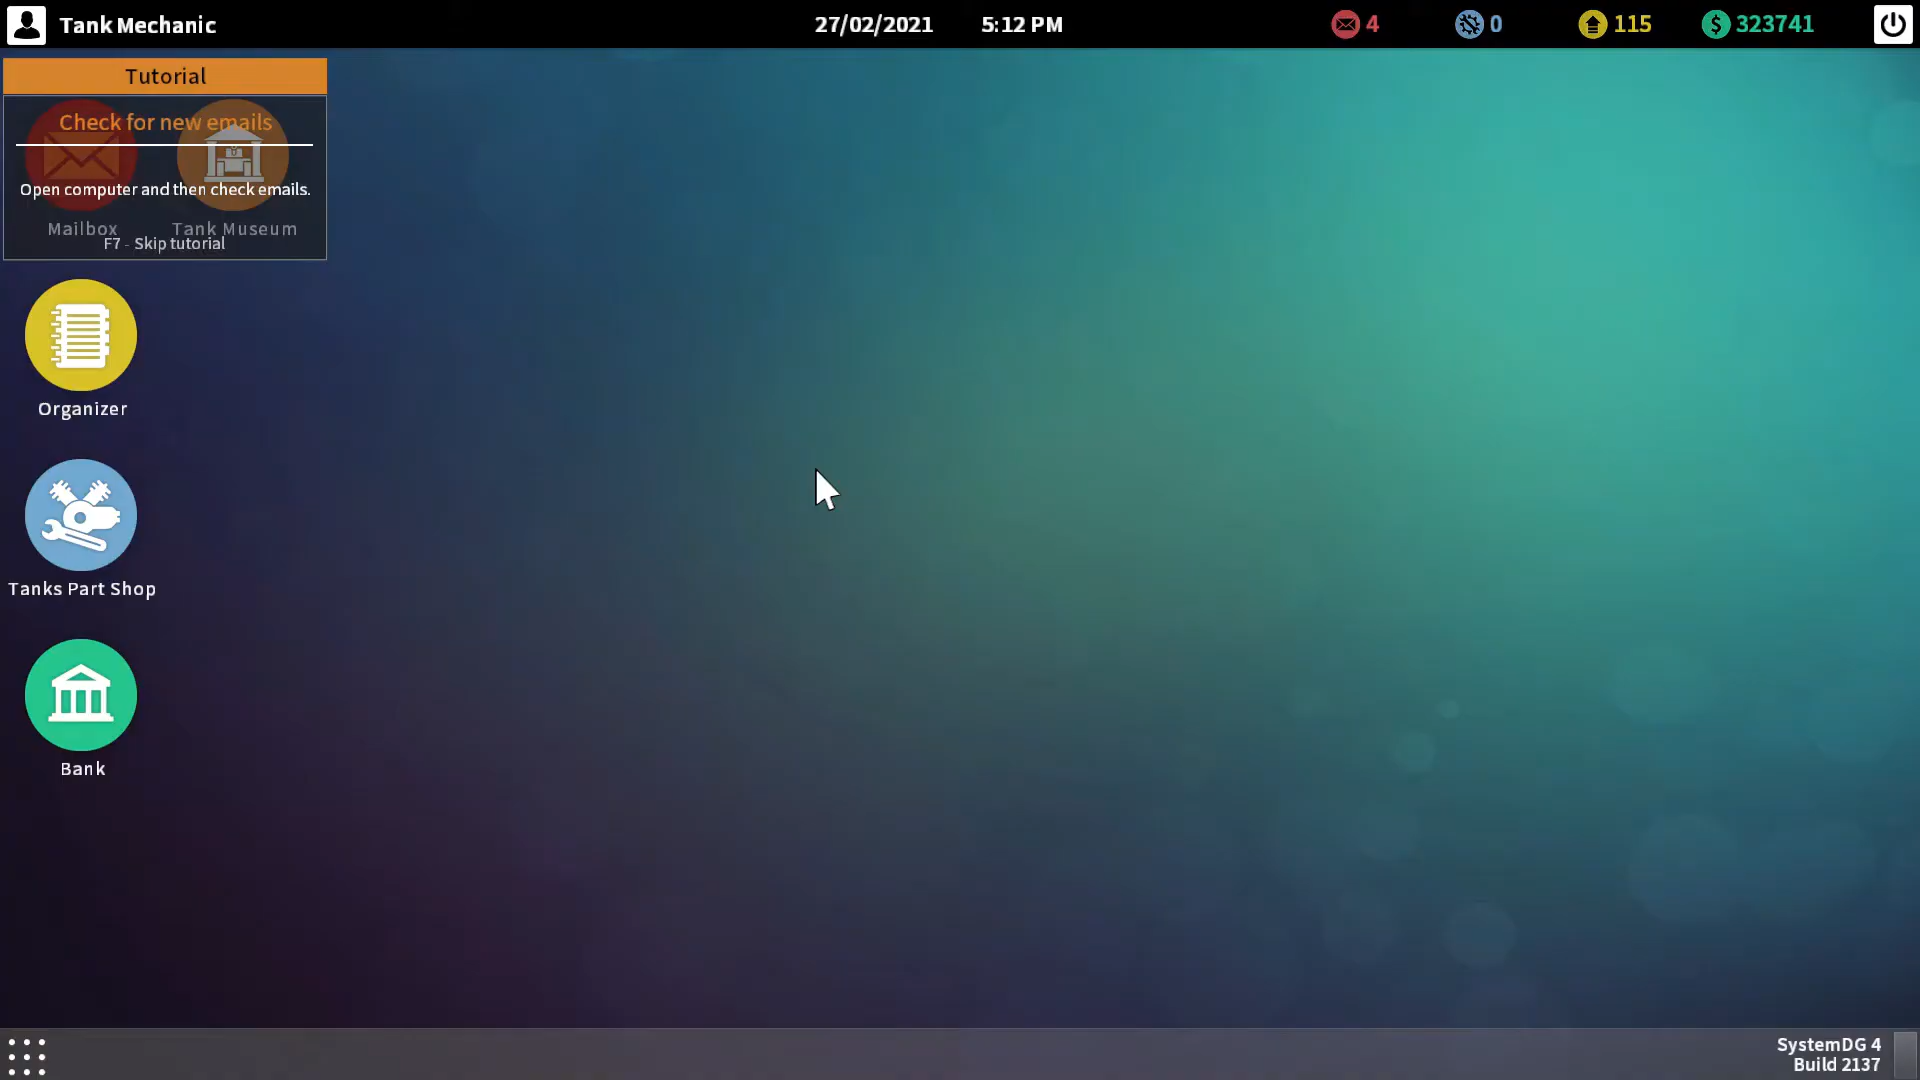 Tank Mechanic
27/02/2021 5:12 PM
4
0
115
323741
Tutorial
Check for new emails
Open computer and then check emails.
Mailbox
Tank Museum
F7 - Skip tutorial
Organizer
Tanks Part Shop
Bank
SystemDG 4
Build 2137